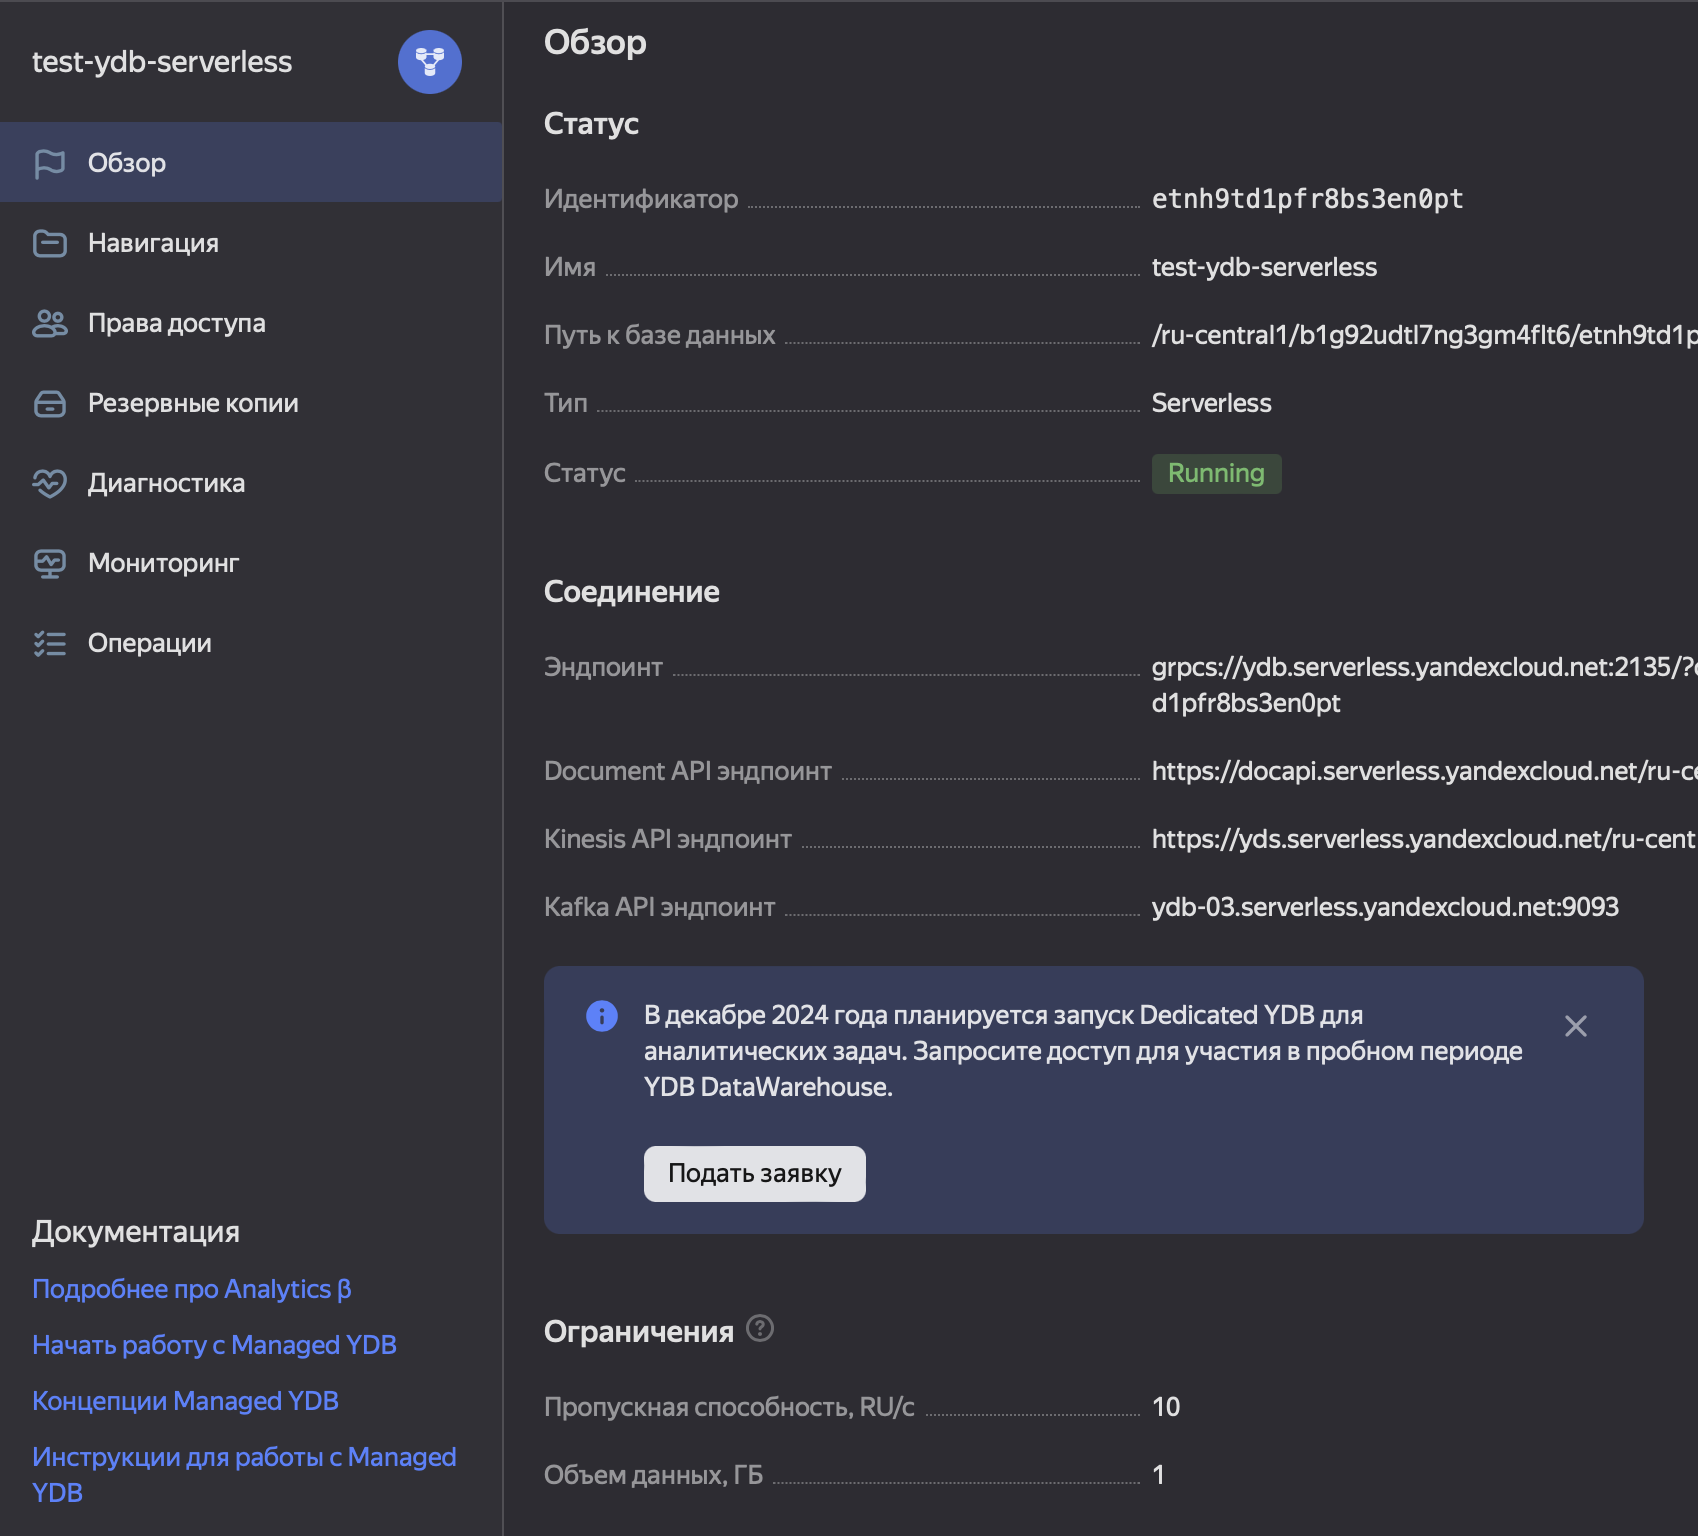 test-ydb-serverless
Обзор
Навигация
Права доступа
Резервные копии
Диагностика
Мониторинг
Операции
Документация
Подробнее про Analytics β
Начать работу с Managed YDB
Концепции Managed YDB
Инструкции для работы с Managed
YDB
Обзор
Статус
Идентификатор etnh9td1pfr8bs3en0pt
Имя test-ydb-serverless
Путь к базе данных /ru-central1/b1g92udtl7ng3gm4flt6/etnh9td1p
Тип Serverless
Статус Running
Соединение
Эндпоинт grpcs://ydb.serverless.yandexcloud.net:2135/?
d1pfr8bs3en0pt
Document API эндпоинт https://docapi.serverless.yandexcloud.net/ru-ce
Kinesis API эндпоинт https://yds.serverless.yandexcloud.net/ru-cent
Kafka API эндпоинт ydb-03.serverless.yandexcloud.net:9093
В декабре 2024 года планируется запуск Dedicated YDB для
аналитических задач. Запросите доступ для участия в пробном периоде
YDB DataWarehouse.
Подать заявку
Ограничения
Пропускная способность, RU/с 10
Объем данных, ГБ 1